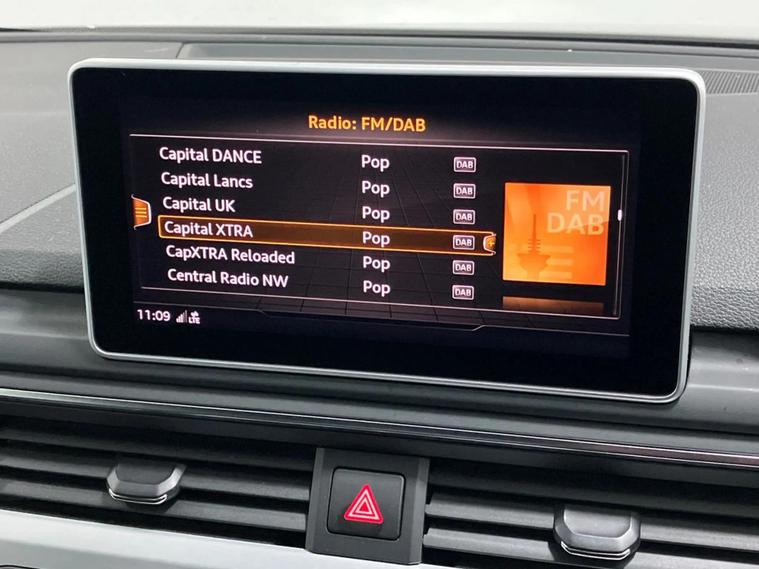 Radio: FM/DAB
Capital DANCE Pop DAB
Capital Lancs Pop DAB
Capital UK Pop DAB
Capital XTRA Pop DAB
CapXTRA Reloaded Pop DAB
Central Radio NW Pop DAB
FM
DAB
11:09 LTE